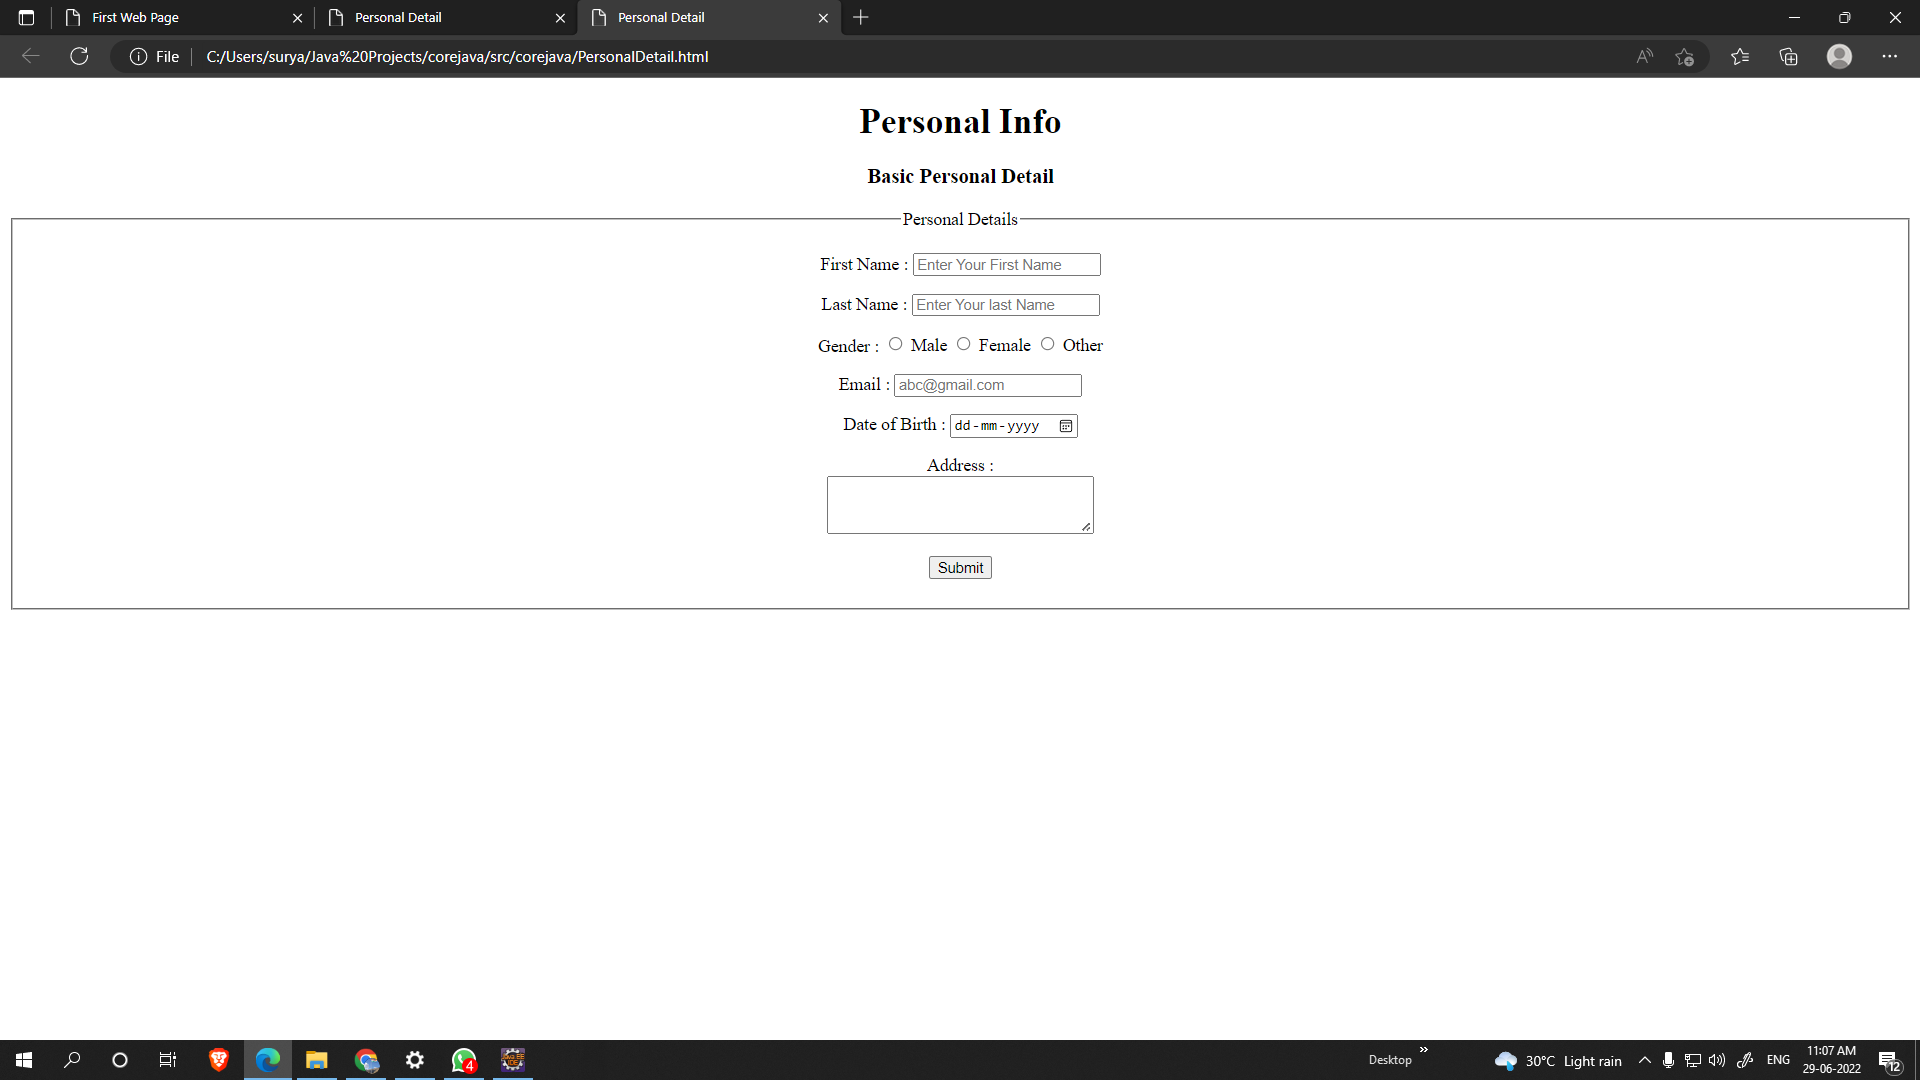 First Web Page
Personal Detail
Personal Detail
File
C:/Users/surya/Java%20Projects/corejava/src/corejava/PersonalDetail.html
Personal Info
Basic Personal Detail
Personal Details
First Name : Enter Your First Name
Last Name : Enter Your last Name
Gender : Male Female Other
Email : abc@gmail.com
Date of Birth : dd-mm-yyyy
Address :
Submit
4
Desktop
30°C Light rain
ENG
11:07 AM
29-06-2022
12